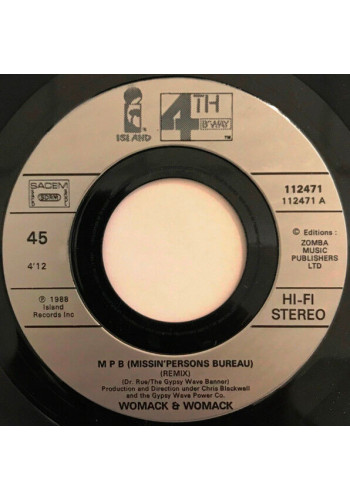 ISLAND
4TH
B'WAY
TM
SACEM
SDRM
112471
112471 A
45
4'12
© Editions :
ZOMBA
MUSIC
PUBLISHERS
LTD
℗ 1988
Island
Records Inc
HI-FI
STEREO
M P B (MISSIN'PERSONS BUREAU)
(REMIX)
(Dr. Rue/The Gypsy Wave Banner)
Production and Direction under Chris Blackwell
and the Gypsy Wave Power Co.
WOMACK & WOMACK